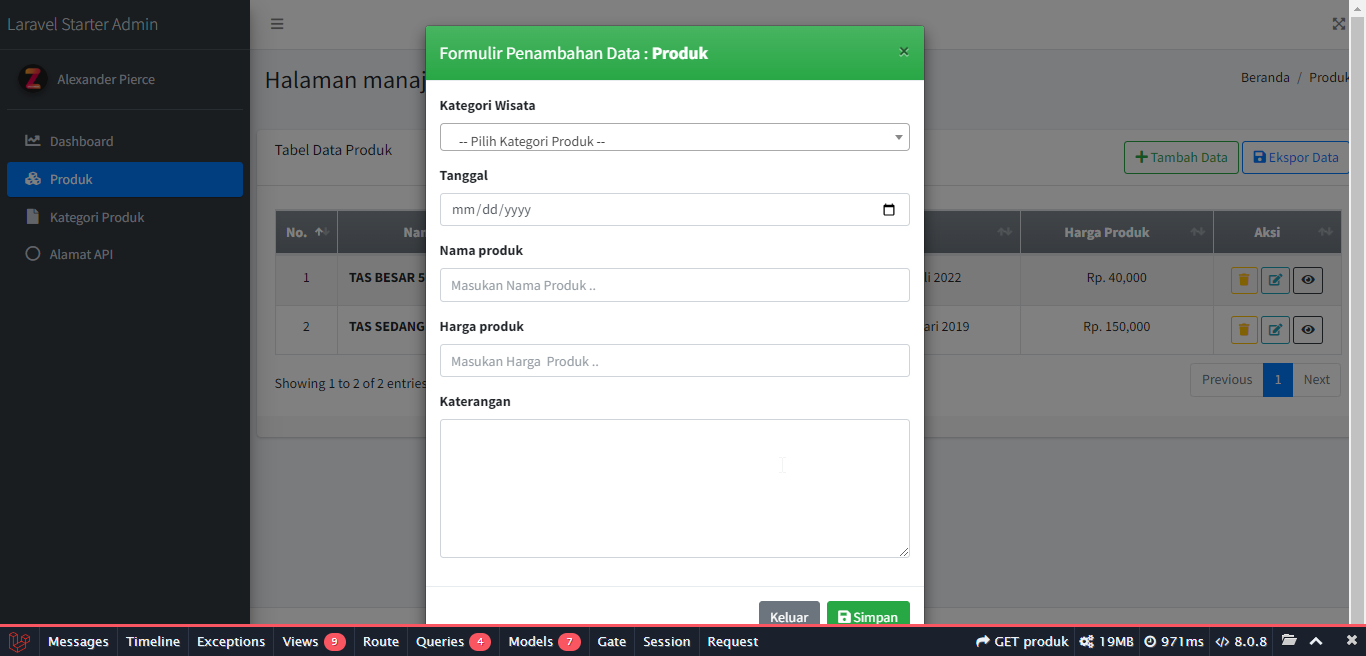 Laravel Starter Admin
Alexander Pierce
Dashboard
Produk
Kategori Produk
Alamat API
Halaman manaj
Beranda / Produk
Tabel Data Produk
Tambah Data
Ekspor Data
No.
Nar
Harga Produk
Aksi
1 TAS BESAR 5
li 2022
Rp. 40,000
2 TAS SEDANG
ari 2019
Rp. 150,000
Showing 1 to 2 of 2 entries
Previous 1 Next
Formulir Penambahan Data : Produk
×
Kategori Wisata
-- Pilih Kategori Produk --
Tanggal
mm/dd/yyyy
Nama produk
Masukan Nama Produk ..
Harga produk
Masukan Harga Produk ..
Katerangan
Keluar
Simpan
Messages Timeline Exceptions Views 9 Route Queries 4 Models 7 Gate Session Request GET produk 19MB 971ms 8.0.8